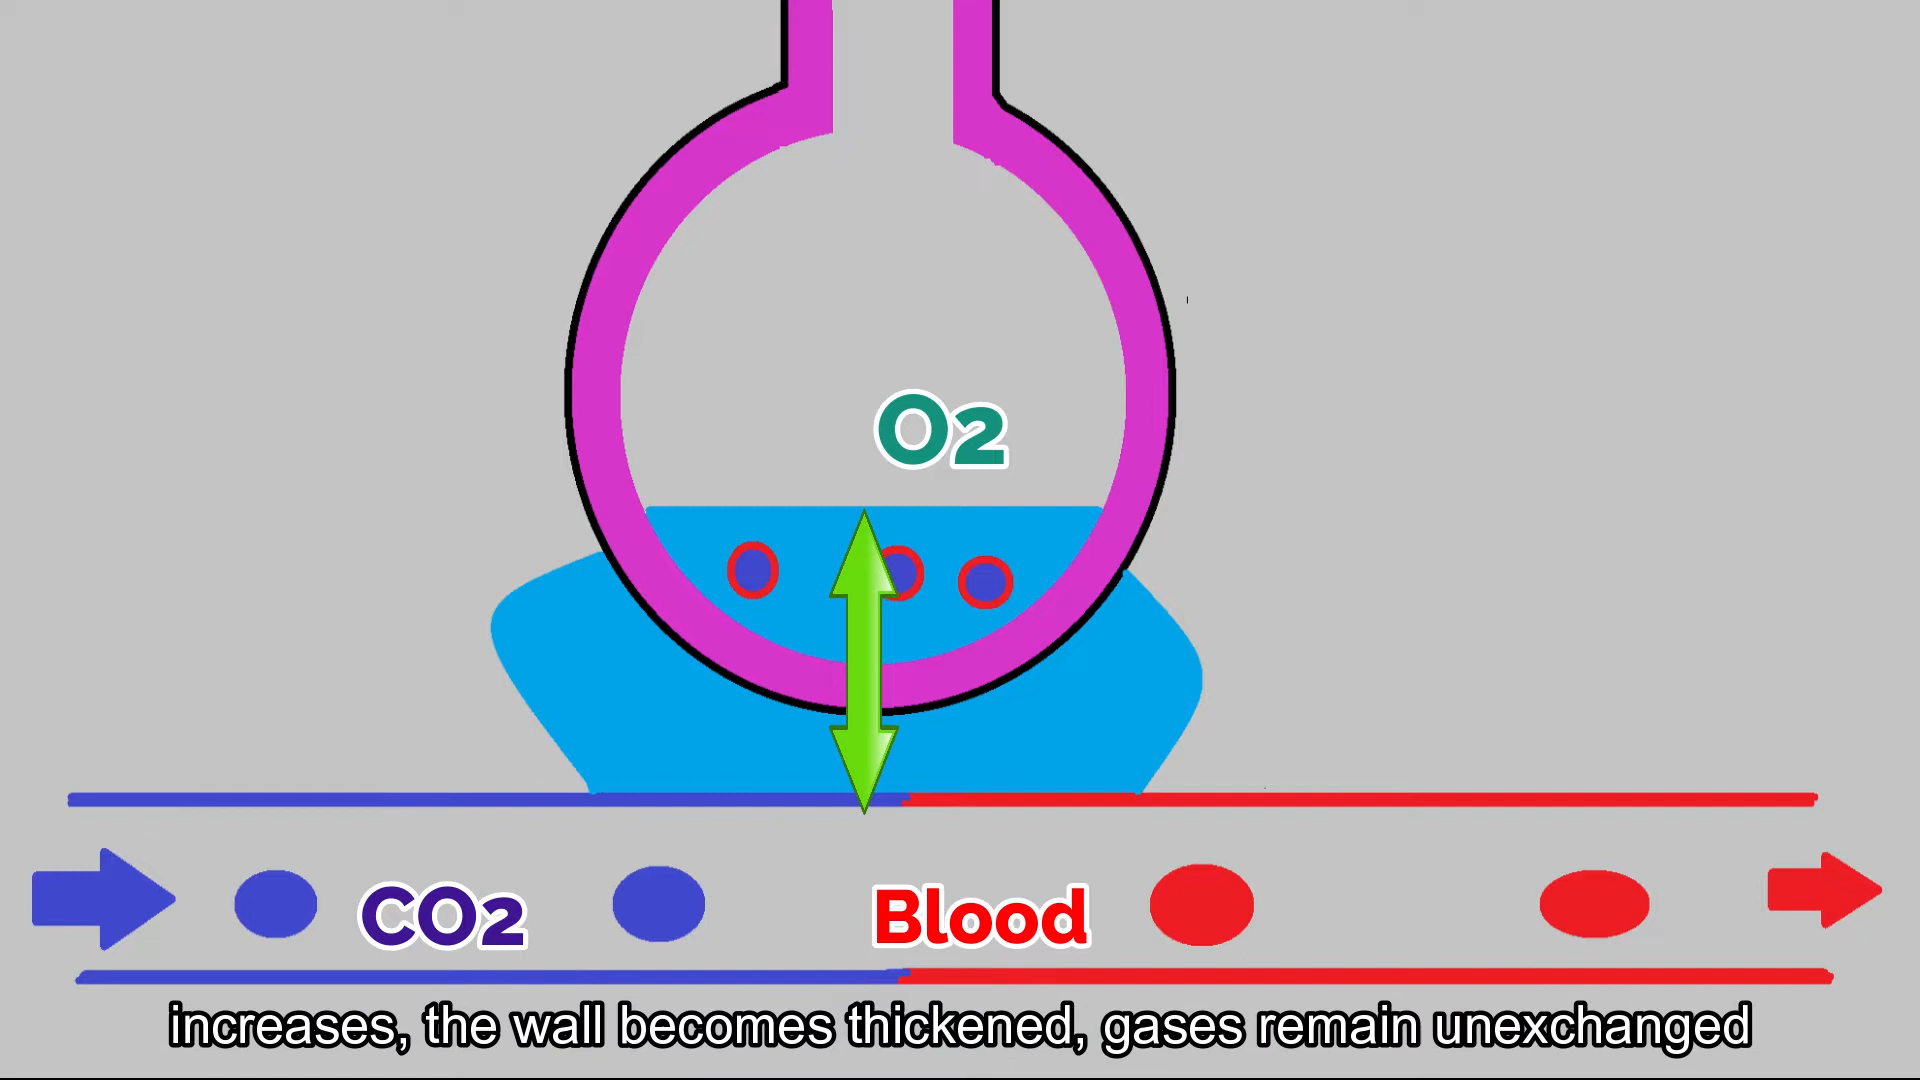 O2
CO2
Blood
increases, the wall becomes thickened, gases remain unexchanged